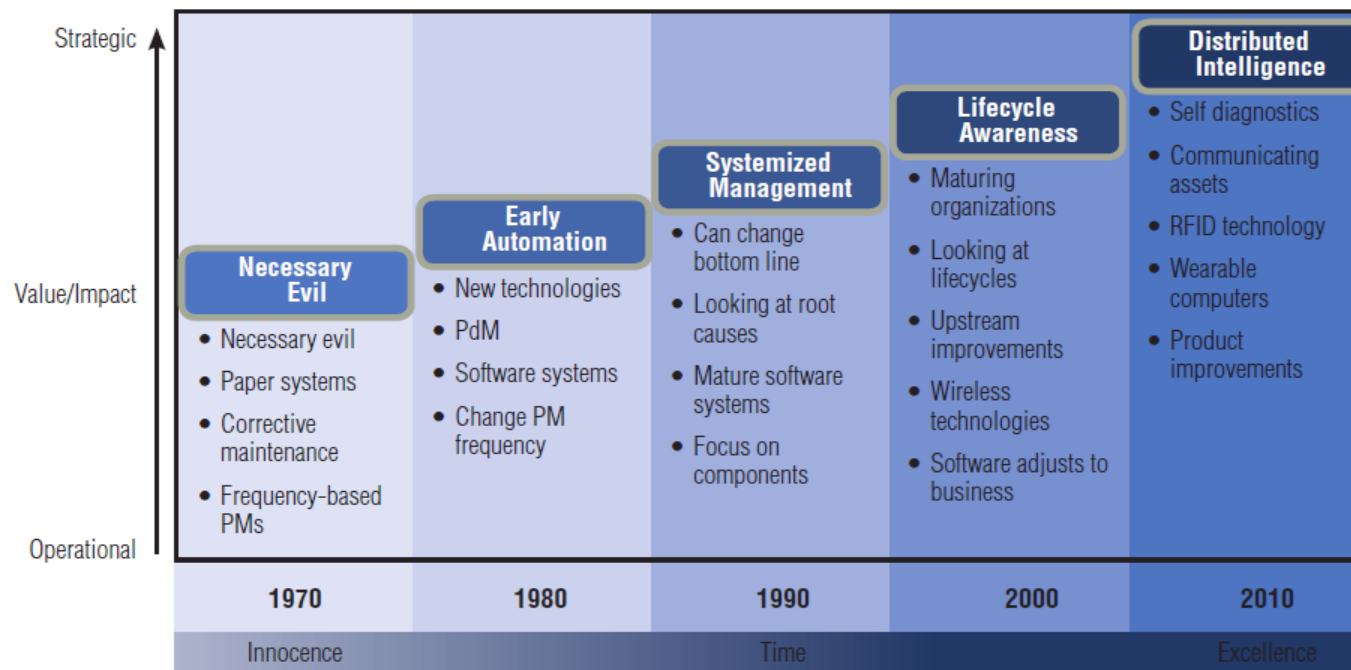 Strategic
Value/Impact
Operational
Necessary
Evil
• Necessary evil
• Paper systems
• Corrective
maintenance
• Frequency-based
PMs
Early
Automation
• New technologies
• PdM
• Software systems
• Change PM
frequency
Systemized
Management
• Can change
bottom line
• Looking at root
causes
• Mature software
systems
• Focus on
components
Lifecycle
Awareness
• Maturing
organizations
• Looking at
lifecycles
• Upstream
improvements
• Wireless
technologies
• Software adjusts to
business
Distributed
Intelligence
• Self diagnostics
• Communicating
assets
• RFID technology
• Wearable
computers
• Product
improvements
1970 1980 1990 2000 2010
Innocence Time Excellence